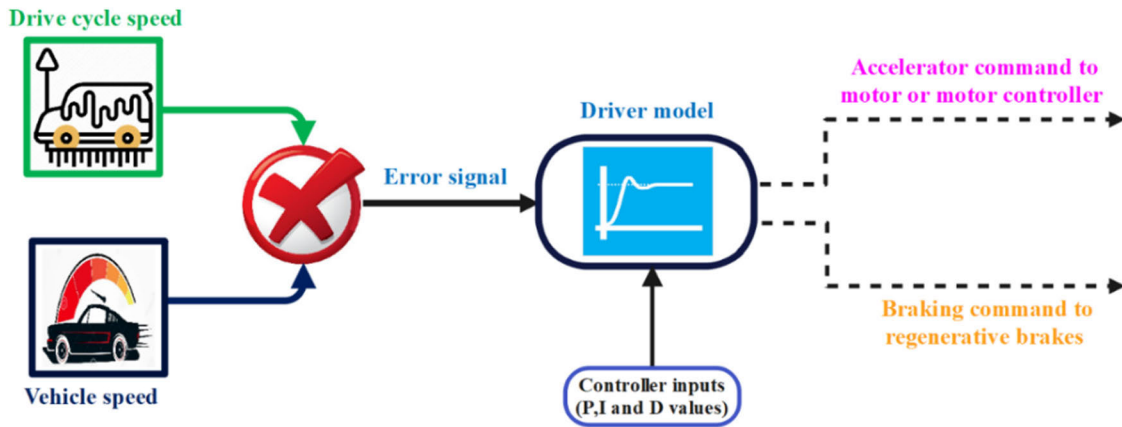 Drive cycle speed
Accelerator command to
motor or motor controller
Driver model
Error signal
Braking command to
regenerative brakes
Vehicle speed
Controller inputs
(P,I and D values)